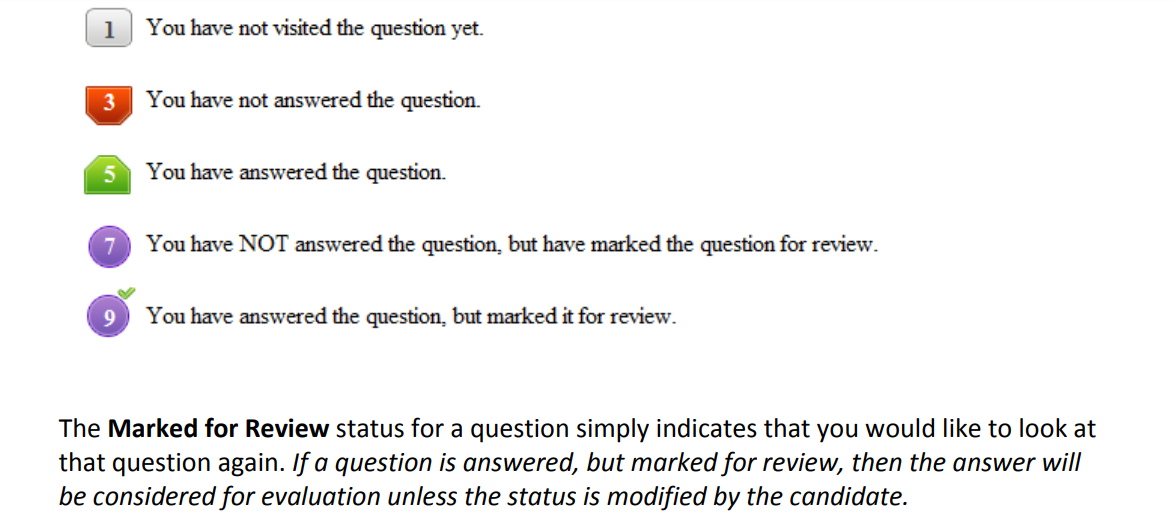 1 You have not visited the question yet.
3 You have not answered the question.
5 You have answered the question.
7 You have NOT answered the question, but have marked the question for review.
9 You have answered the question, but marked it for review.
The Marked for Review status for a question simply indicates that you would like to look at
that question again. If a question is answered, but marked for review, then the answer will
be considered for evaluation unless the status is modified by the candidate.